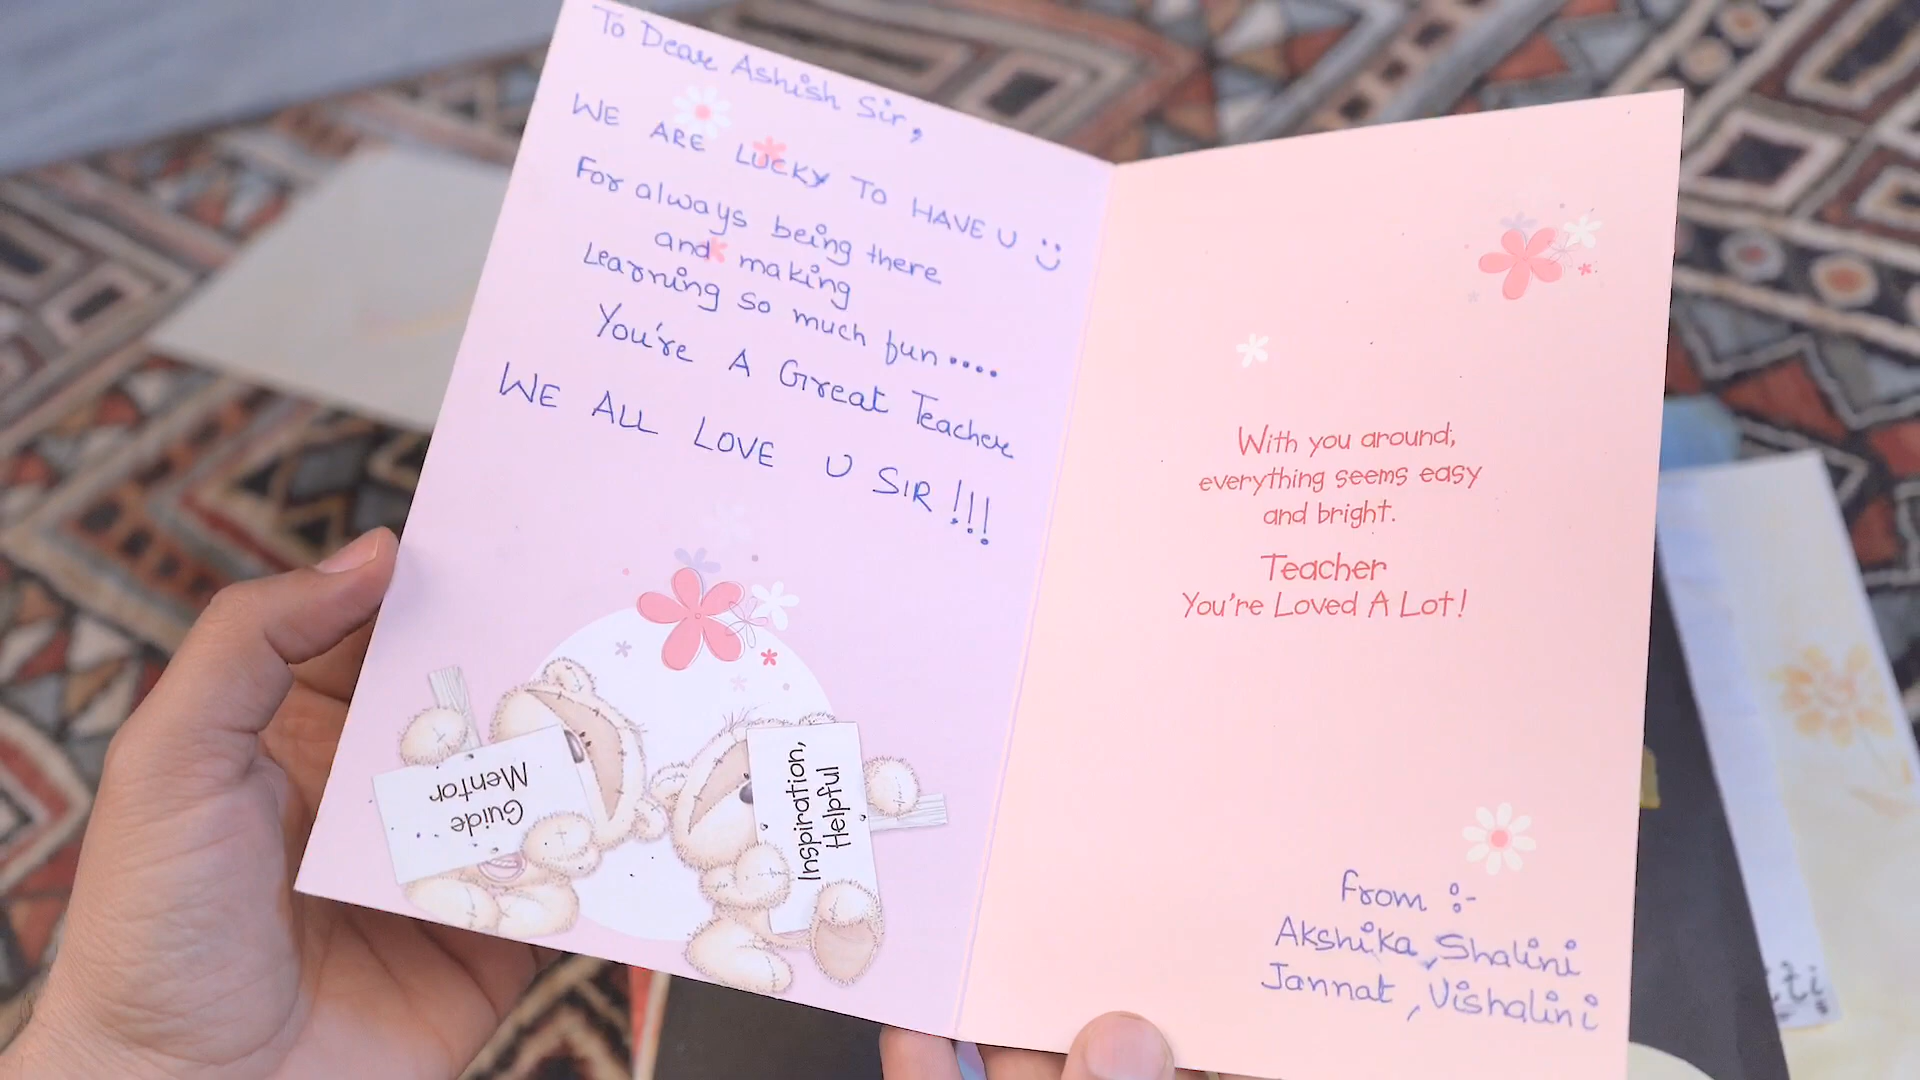 To Dear Ashish Sir,
WE ARE LUCKY TO HAVE U
For always being there
and making
Learning so much fun....
You're A Great Teacher
WE ALL LOVE U SIR!!!
Guide
Mentor
Inspiration,
Helpful
With you around;
everything seems easy
and bright.
Teacher
You're Loved A Lot!
From :-
Akshika, Shalini
Jannat, Vishalini